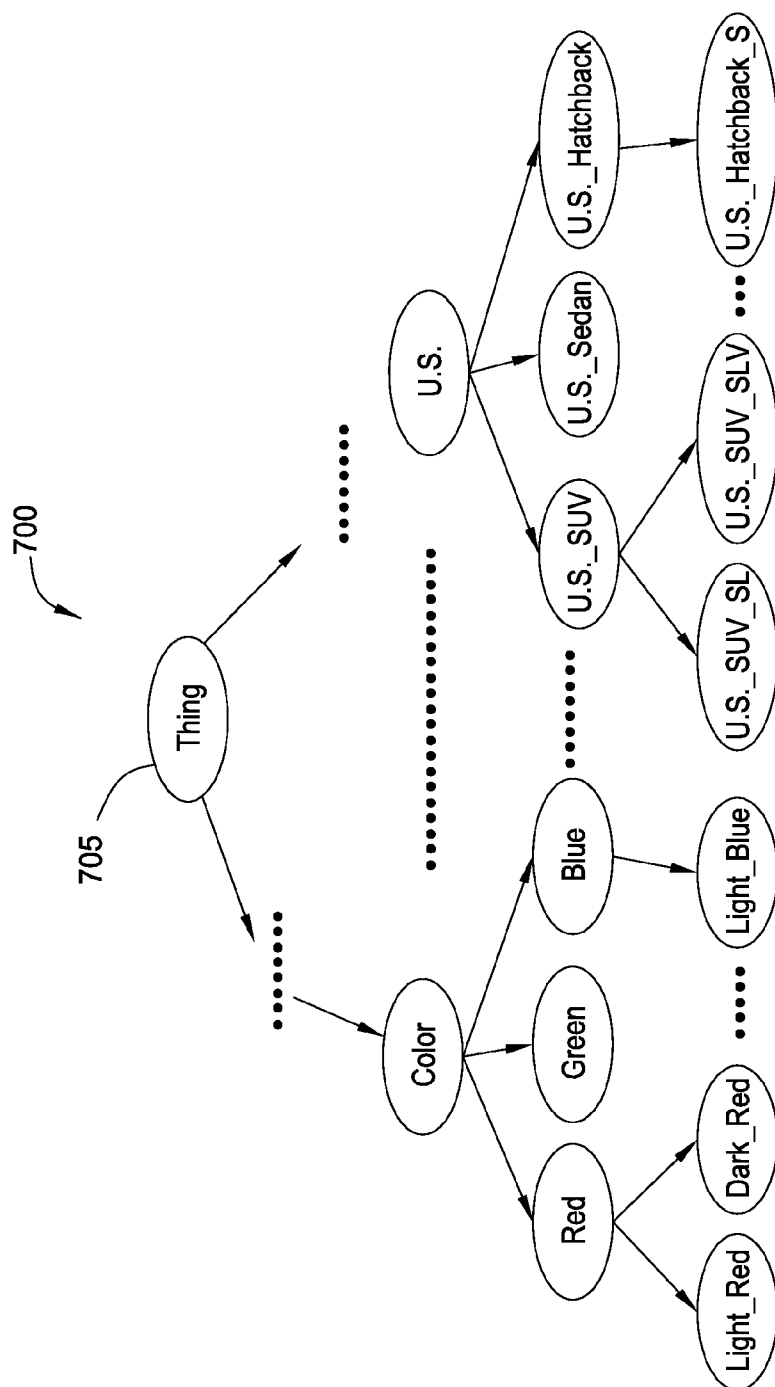 700
705
Thing
Color
U.S.
Red
Green
Blue
U.S._SUV
U.S._Sedan
U.S._Hatchback
Light_Red
Dark_Red
Light_Blue
U.S._SUV_SL
U.S._SUV_SLV
U.S._Hatchback_S